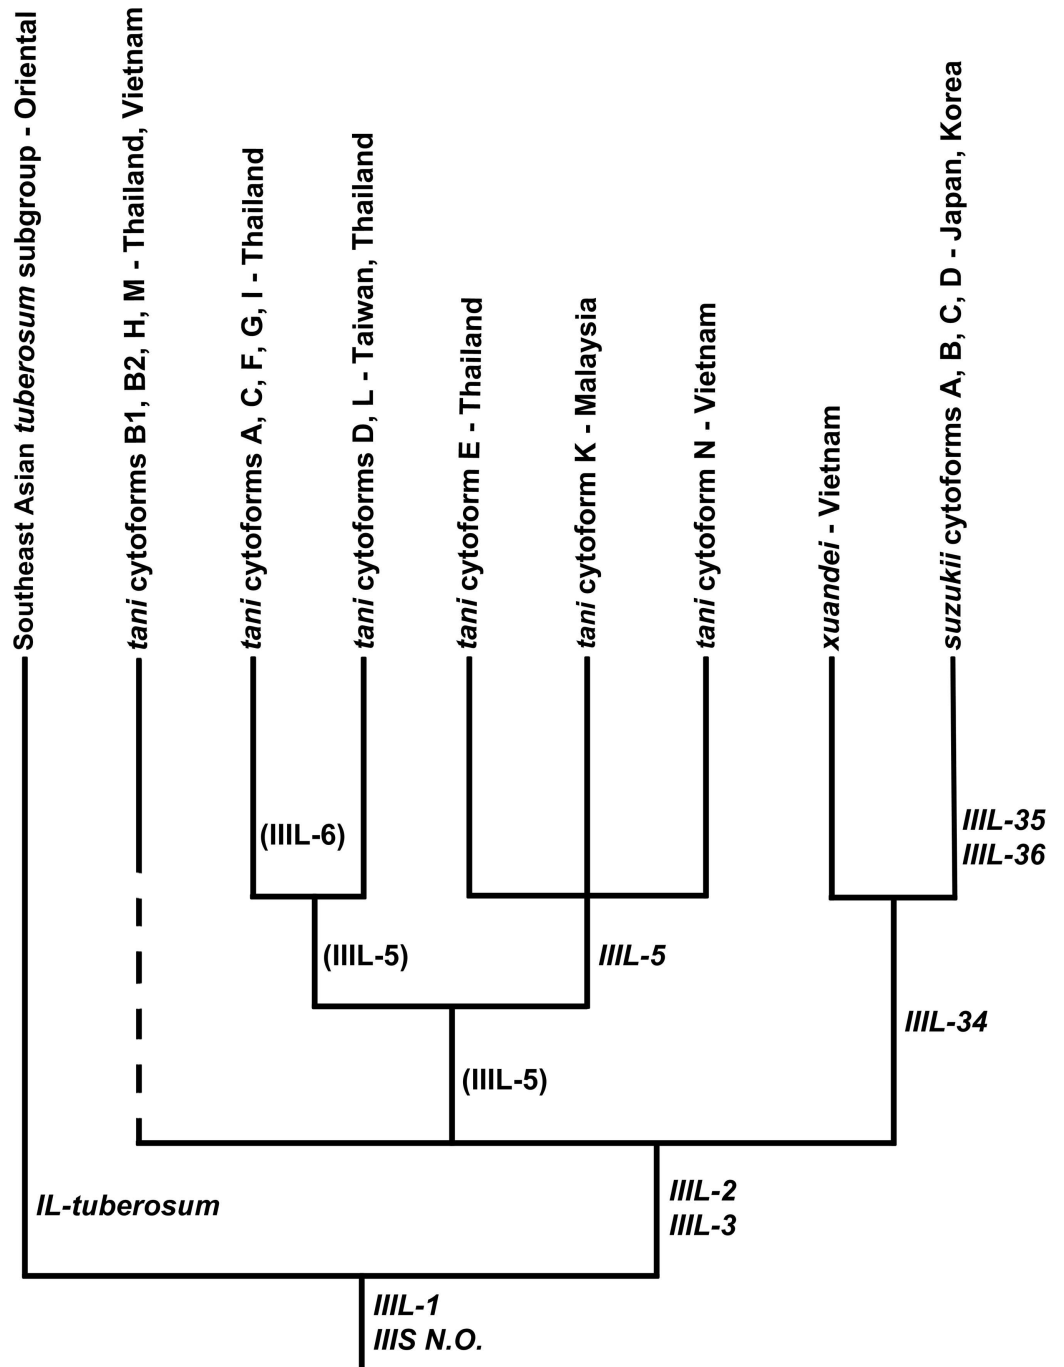 Southeast Asian tuberosum subgroup - Oriental
tani cytoforms B1, B2, H, M - Thailand, Vietnam
tani cytoforms A, C, F, G, I - Thailand
tani cytoforms D, L - Taiwan, Thailand
tani cytoform E - Thailand
tani cytoform K - Malaysia
tani cytoform N - Vietnam
xuandei - Vietnam
suzukii cytoforms A, B, C, D - Japan, Korea
(IIIL-6)
IIIL-35
IIIL-36
(IIIL-5)
IIIL-5
IIIL-34
(IIIL-5)
IL-tuberosum
IIIL-2
IIIL-3
IIIL-1
IIIS N.O.